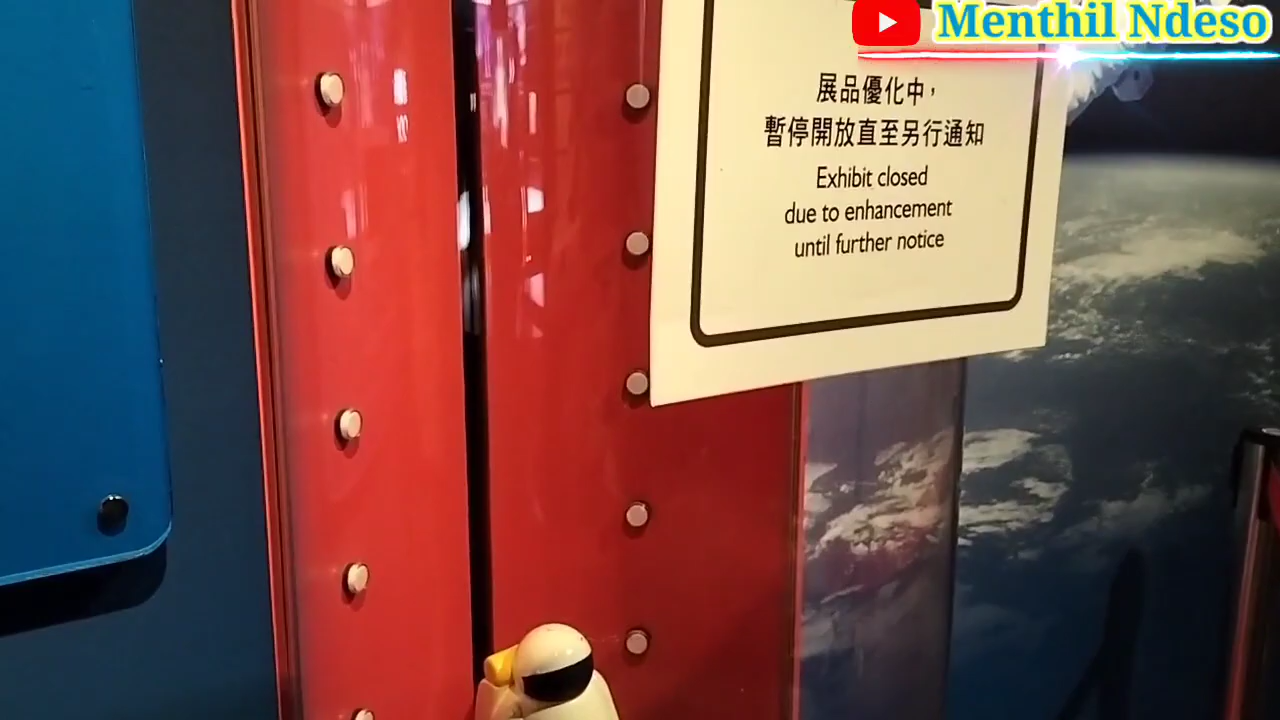 Menthil Ndeso
展品優化中，
暫停開放直至另行通知
Exhibit closed
due to enhancement
until further notice